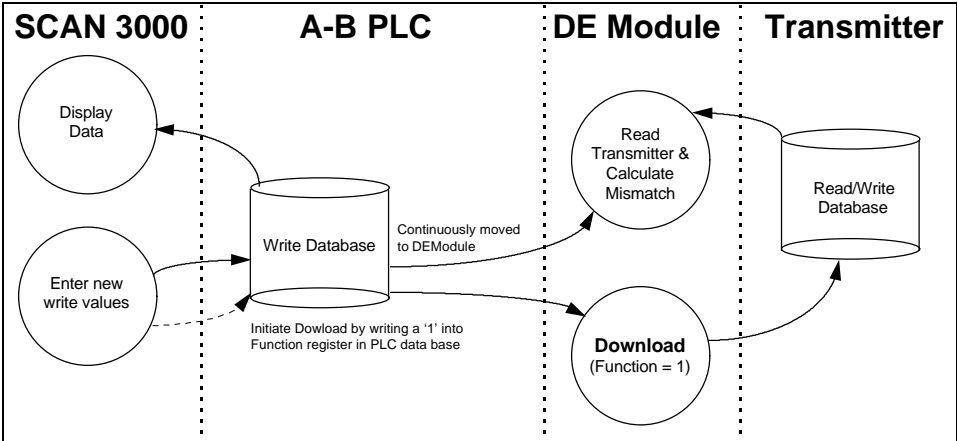 SCAN 3000
A-B PLC
DE Module
Transmitter
Display
Data
Enter new
write values
Write Database
Continuously moved
to DEModule
Initiate Dowload by writing a ‘1’ into
Function register in PLC data base
Read
Transmitter &
Calculate
Mismatch
Download
(Function = 1)
Read/Write
Database